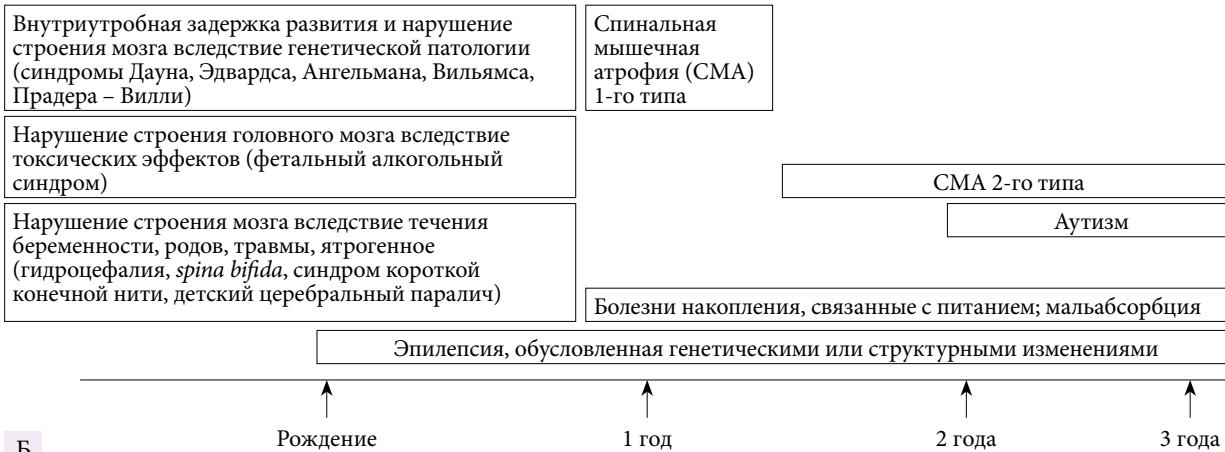 Внутриутробная задержка развития и нарушение
строения мозга вследствие генетической патологии
(синдромы Дауна, Эдвардса, Ангельмана, Вильямса,
Прадера – Вилли)
Спинальная
мышечная
атрофия (СМА)
1-го типа
Нарушение строения головного мозга вследствие
токсических эффектов (фетальный алкогольный
синдром)
СМА 2-го типа
Аутизм
Нарушение строения мозга вследствие течения
беременности, родов, травмы, ятрогенное
(гидроцефалия, spina bifida, синдром короткой
конечной нити, детский церебральный паралич)
Болезни накопления, связанные с питанием; мальабсорбция
Эпилепсия, обусловленная генетическими или структурными изменениями
Рождение
1 год
2 года
3 года
Б